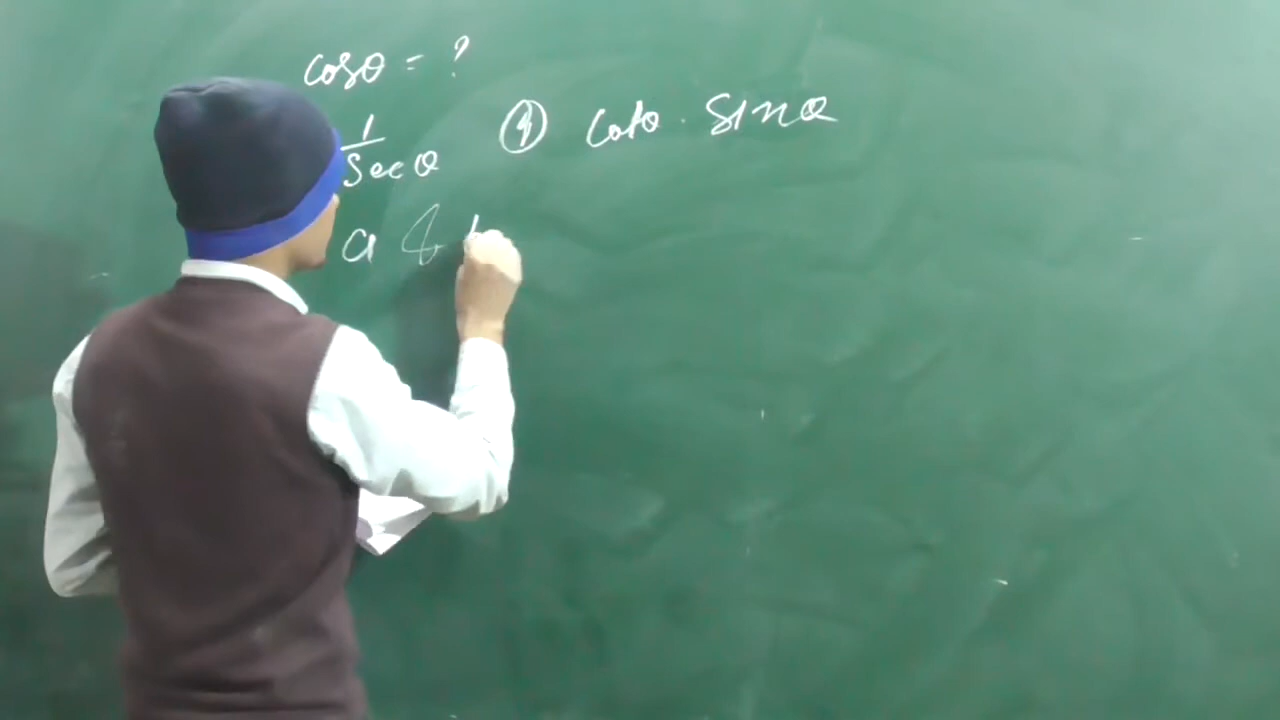 cosθ = ?
1
secθ
④ cotθ . sinθ
a &